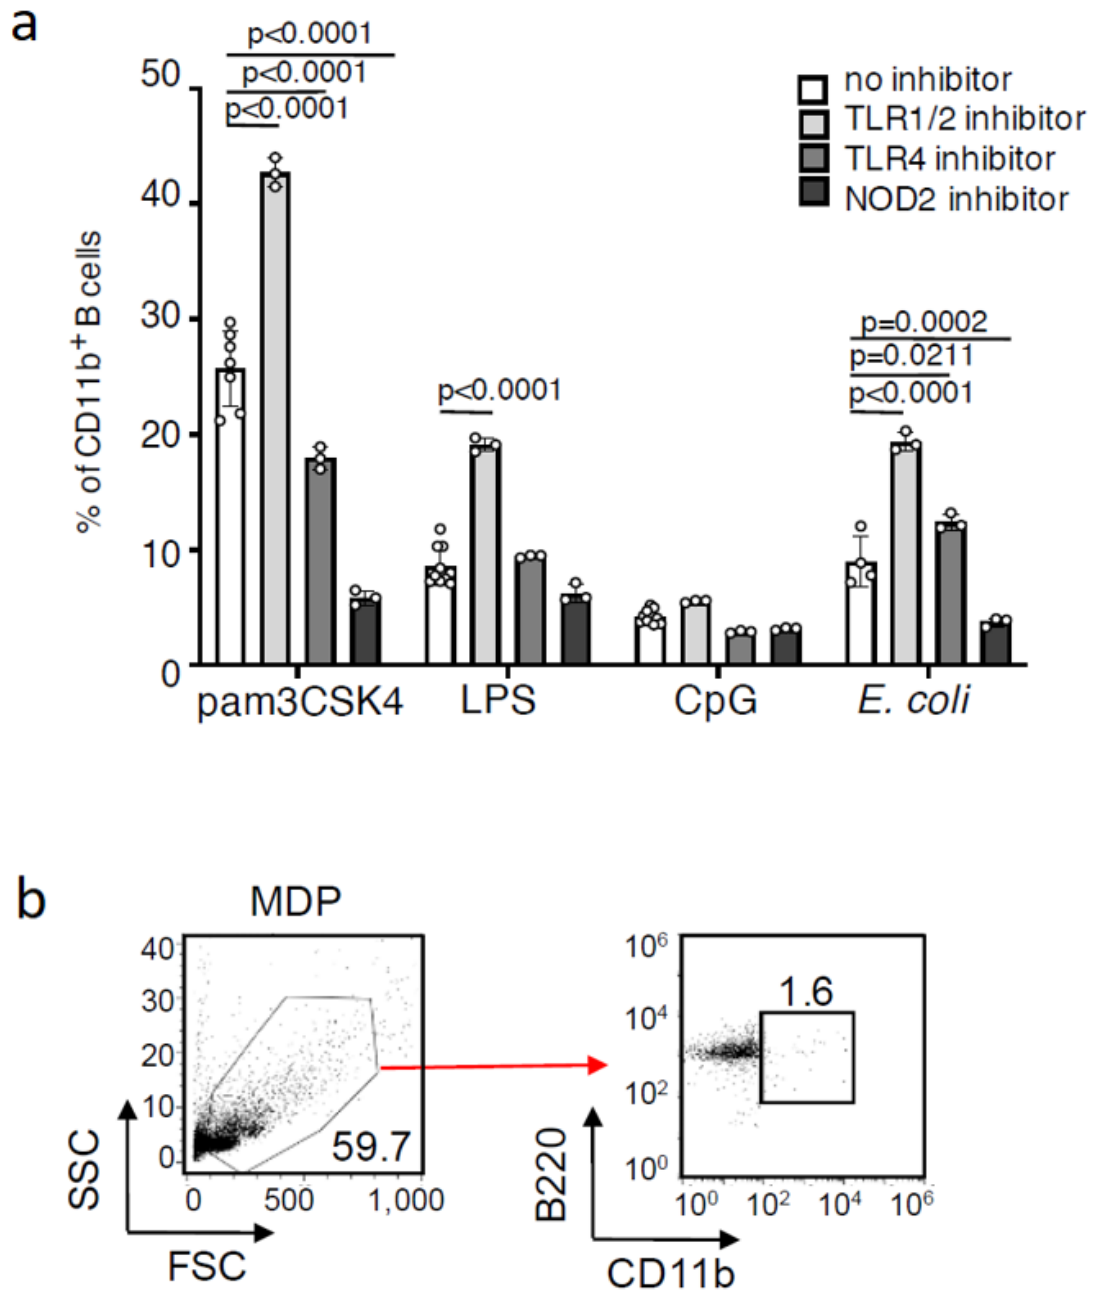 a
p<0.0001
p<0.0001
p<0.0001
50
40
30
20
10
0
% of CD11b+ B cells
no inhibitor
TLR1/2 inhibitor
TLR4 inhibitor
NOD2 inhibitor
p<0.0001
p=0.0002
p=0.0211
p<0.0001
pam3CSK4 LPS CpG E. coli
b
MDP
40
30
20
10
0
SSC
59.7
0 500 1,000
FSC
10⁶
10⁴
10²
10⁰
B220
1.6
10⁰ 10² 10⁴ 10⁶
CD11b